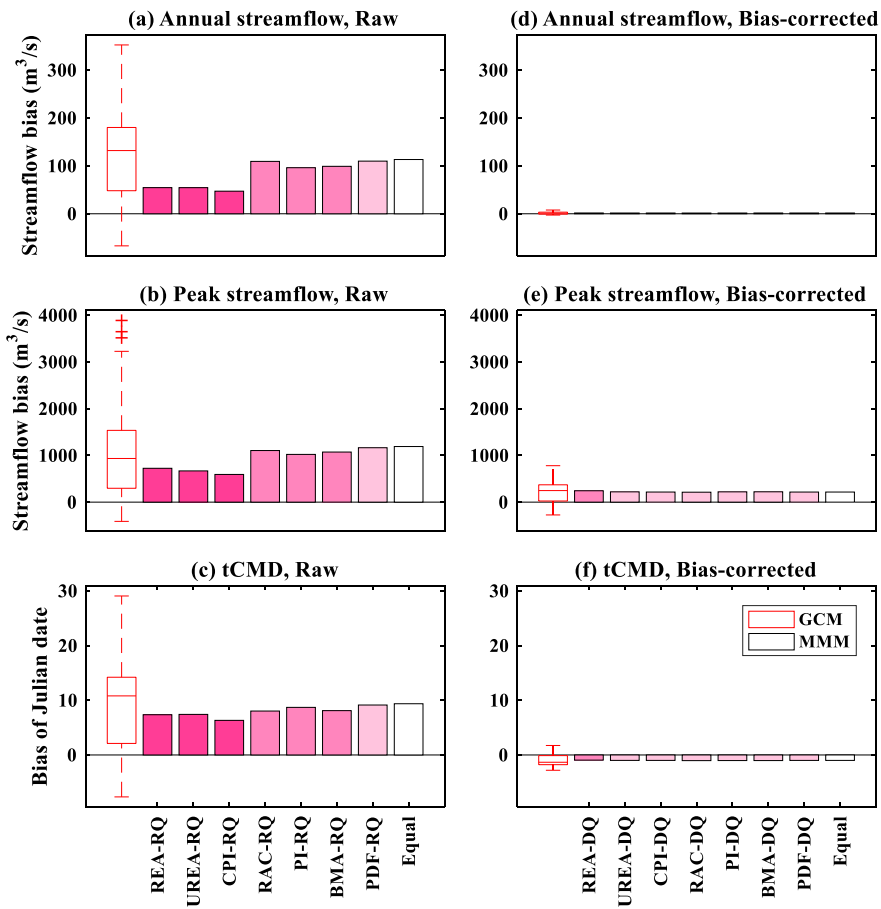 (a) Annual streamflow, Raw
Streamflow bias (m³/s)
300
200
100
0
(d) Annual streamflow, Bias-corrected
300
200
100
0
(b) Peak streamflow, Raw
Streamflow bias (m³/s)
4000
3000
2000
1000
0
(e) Peak streamflow, Bias-corrected
4000
3000
2000
1000
0
(c) tCMD, Raw
Bias of Julian date
30
20
10
0
REA-RQ
UREA-RQ
CPI-RQ
RAC-RQ
PI-RQ
BMA-RQ
PDF-RQ
Equal
(f) tCMD, Bias-corrected
30
20
10
0
GCM
MMM
REA-DQ
UREA-DQ
CPI-DQ
RAC-DQ
PI-DQ
BMA-DQ
PDF-DQ
Equal